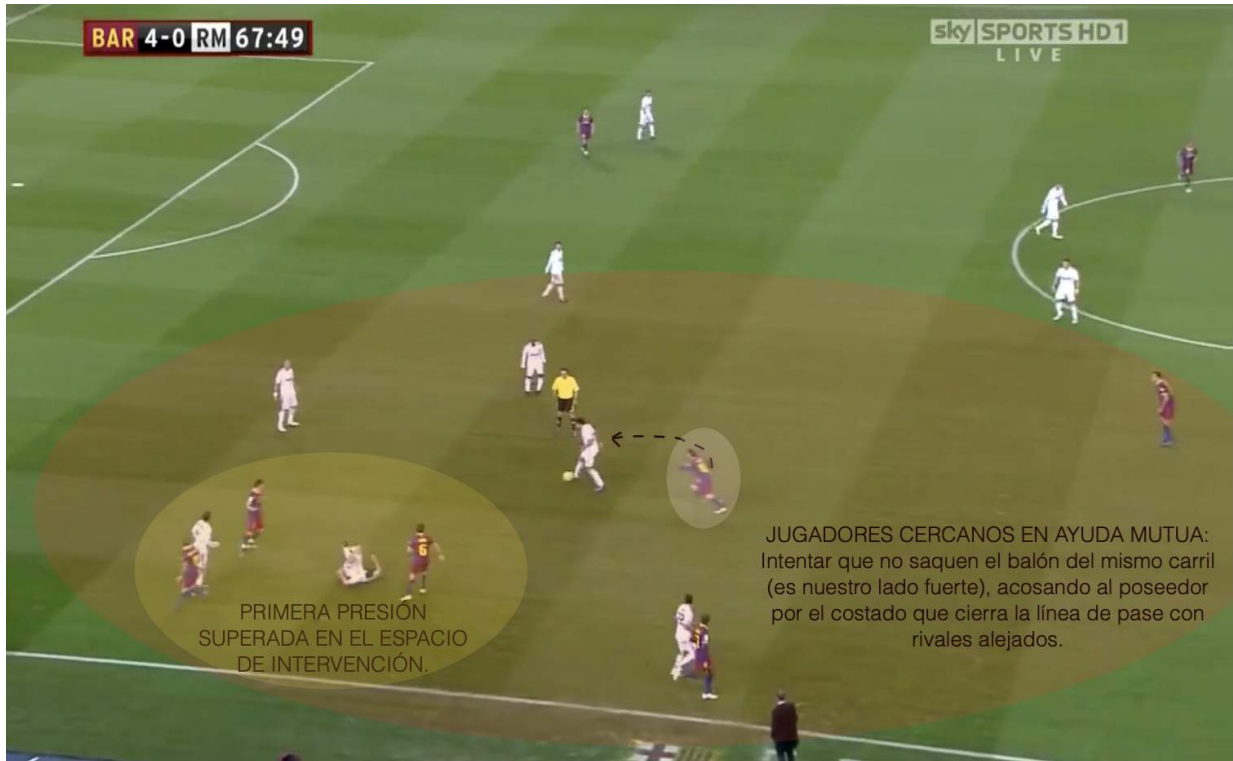 BAR 4-0 RM 67:49
sky SPORTS HD1
LIVE
6
JUGADORES CERCANOS EN AYUDA MUTUA:
Intentar que no saquen el balón del mismo carril
(es nuestro lado fuerte), acosando al poseedor
por el costado que cierra la línea de pase con
rivales alejados.
PRIMERA PRESIÓN
SUPERADA EN EL ESPACIO
DE INTERVENCIÓN.